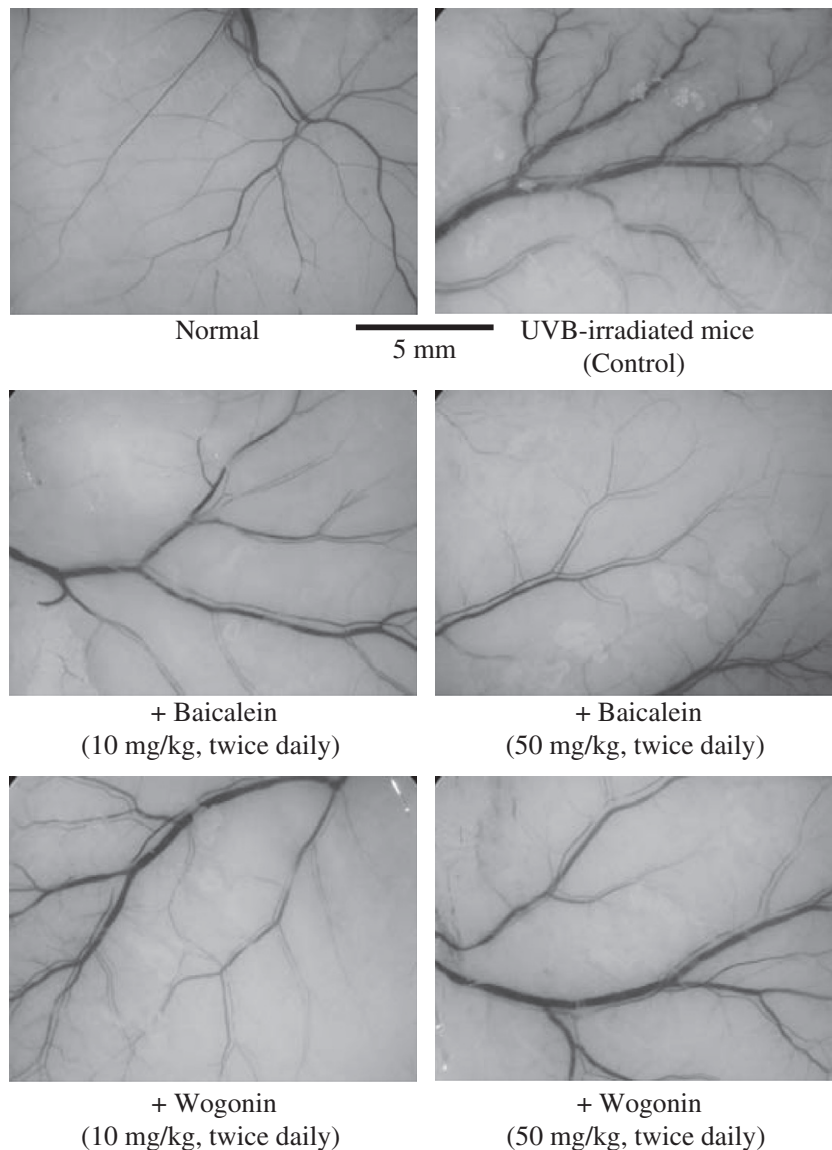 Normal
5 mm
UVB-irradiated mice
(Control)
+ Baicalein
(10 mg/kg, twice daily)
+ Baicalein
(50 mg/kg, twice daily)
+ Wogonin
(10 mg/kg, twice daily)
+ Wogonin
(50 mg/kg, twice daily)